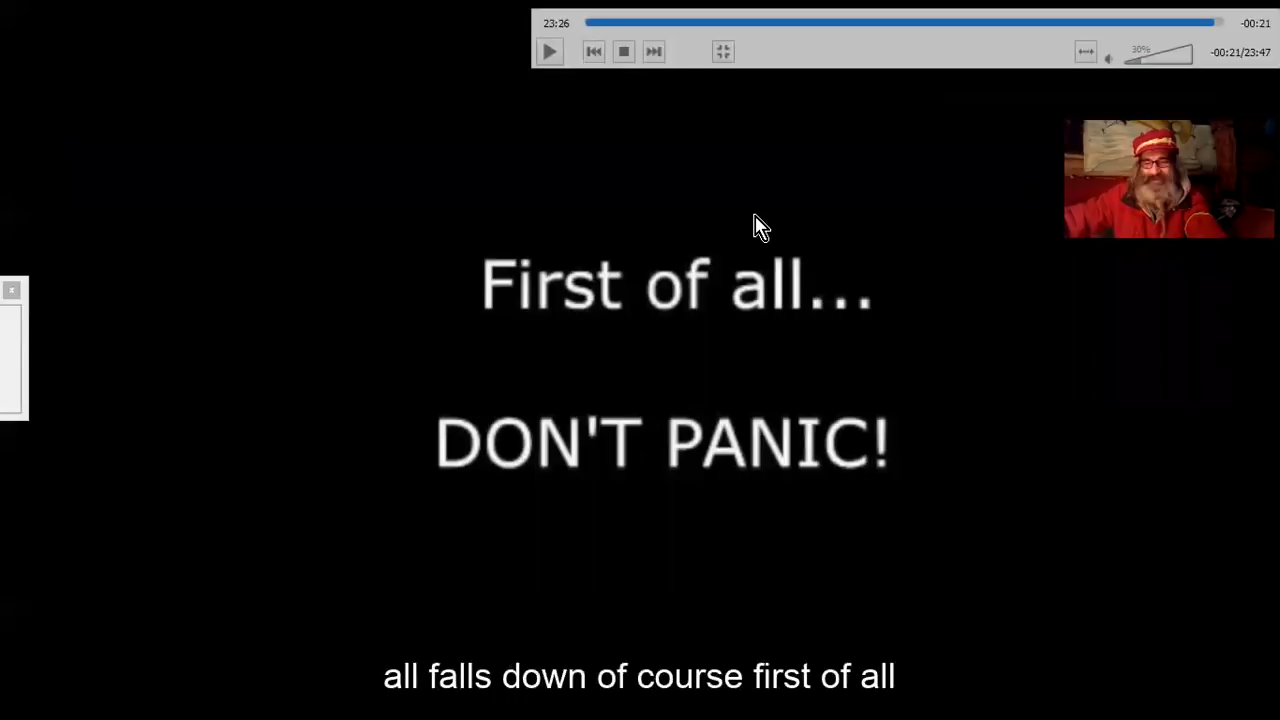 23:26
-00:21
30%
-00:21/23:47
First of all...
DON'T PANIC!
all falls down of course first of all